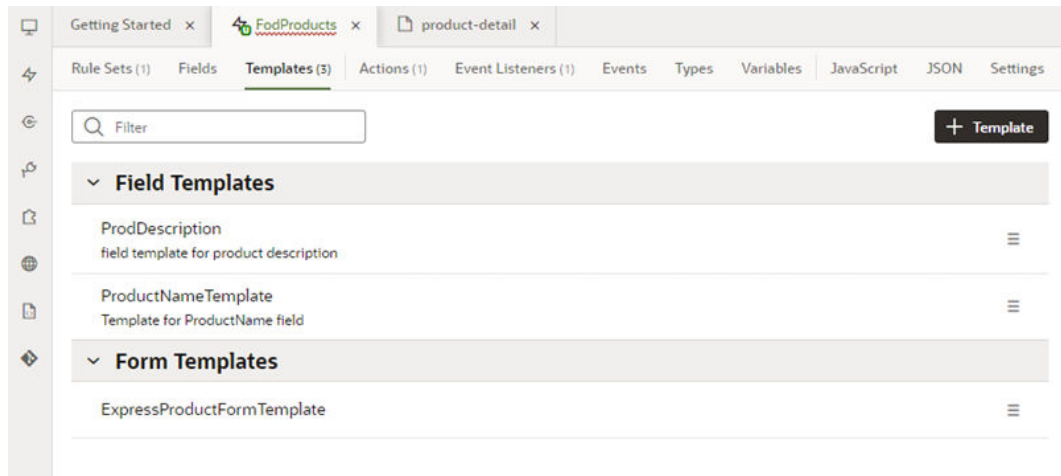 Getting Started × FodProducts × product-detail ×
Rule Sets (1) Fields Templates (3) Actions (1) Event Listeners (1) Events Types Variables JavaScript JSON Settings
Filter + Template
Field Templates
ProdDescription
field template for product description
ProductNameTemplate
Template for ProductName field
Form Templates
ExpressProductFormTemplate